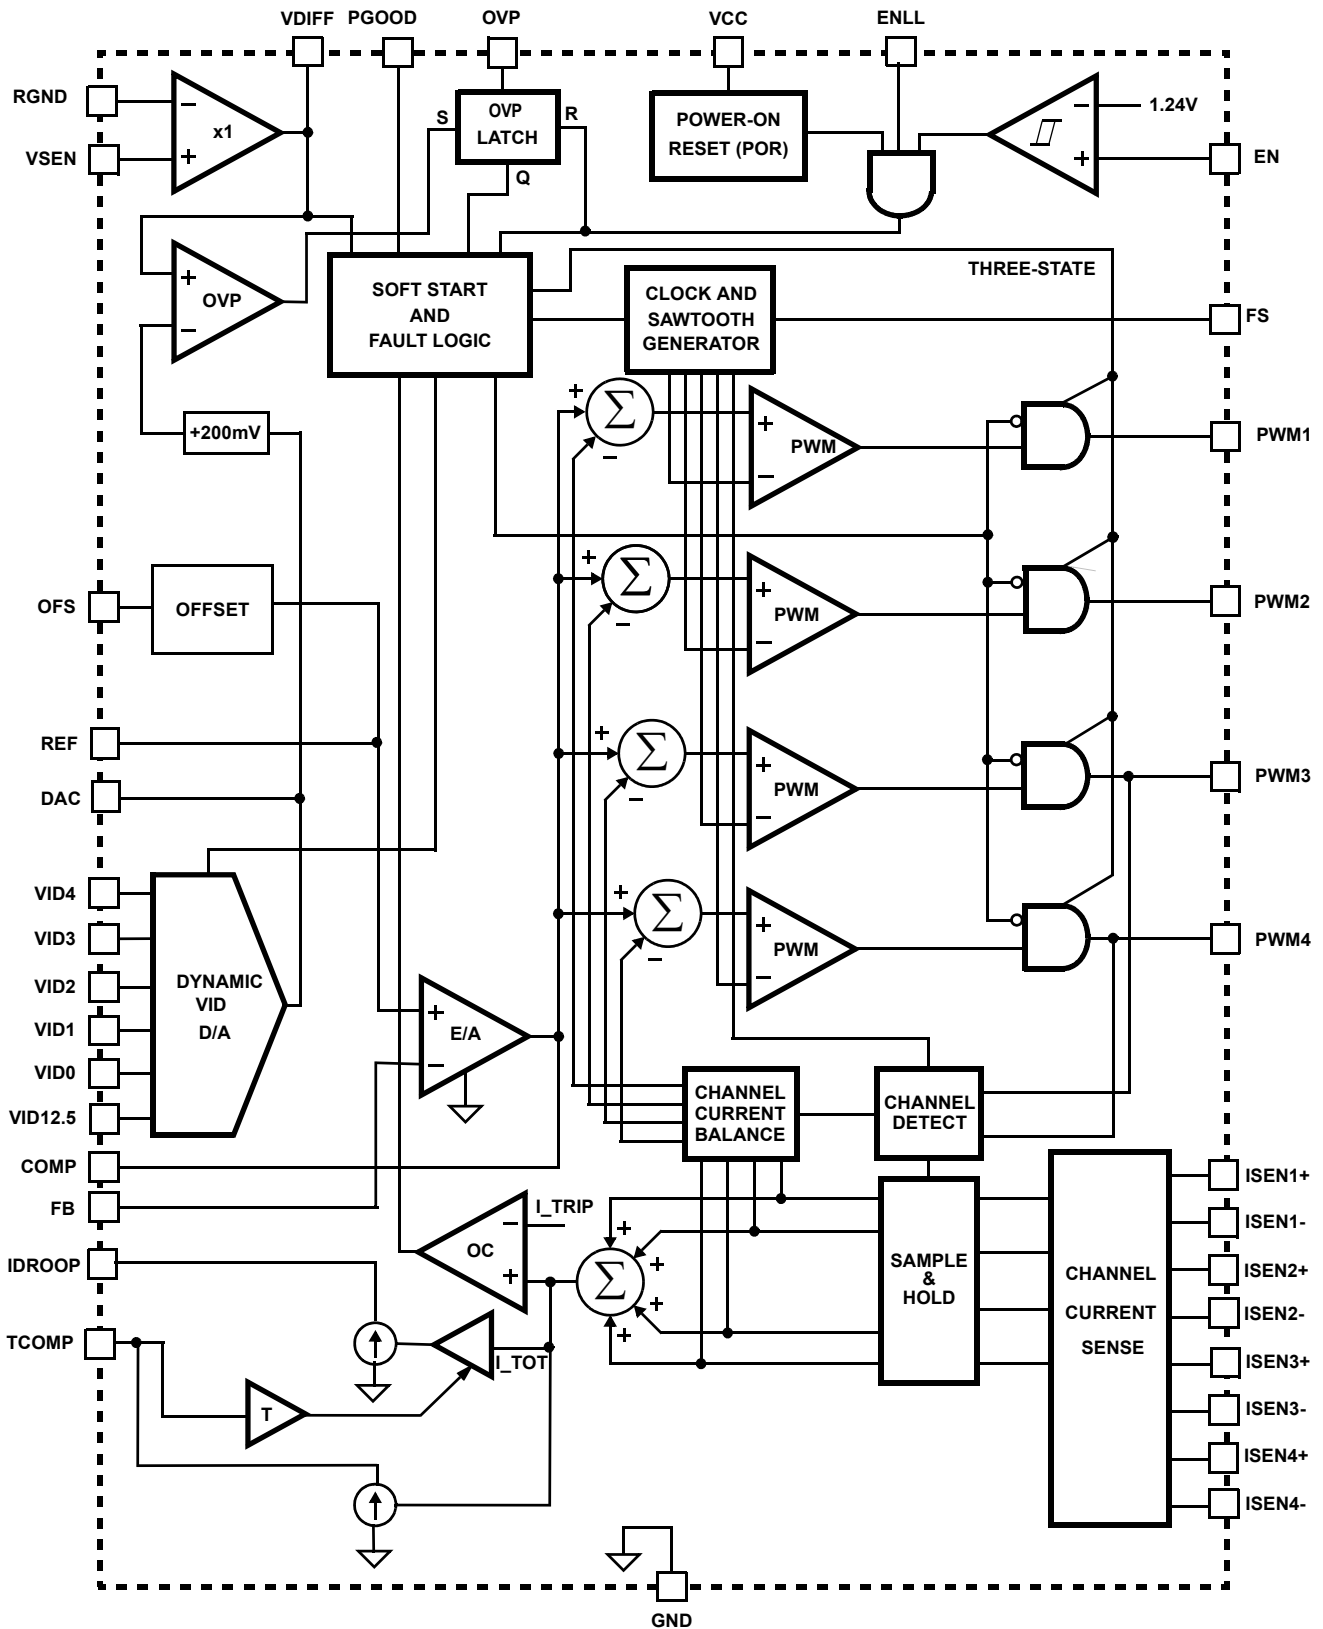 VDIFF PGOOD OVP VCC ENLL
RGND
VSEN
−
x1
+
S
OVP
LATCH
R
Q
POWER-ON
RESET (POR)
−
+
1.24V
EN
+
OVP
−
SOFT START
AND
FAULT LOGIC
THREE-STATE
CLOCK AND
SAWTOOTH
GENERATOR
FS
+200mV
+
Σ
−
+
PWM
−
PWM1
OFS
OFFSET
+
Σ
−
+
PWM
−
PWM2
REF
DAC
+
Σ
−
+
PWM
−
PWM3
VID4
VID3
VID2
VID1
VID0
VID12.5
DYNAMIC
VID
D/A
+
Σ
−
+
PWM
−
PWM4
+
E/A
−
CHANNEL
CURRENT
BALANCE
CHANNEL
DETECT
COMP
FB
IDROOP
TCOMP
I_TRIP
−
OC
+
I_TOT
T
+
+
Σ
+
+
SAMPLE
&
HOLD
CHANNEL
CURRENT
SENSE
ISEN1+
ISEN1-
ISEN2+
ISEN2-
ISEN3+
ISEN3-
ISEN4+
ISEN4-
GND